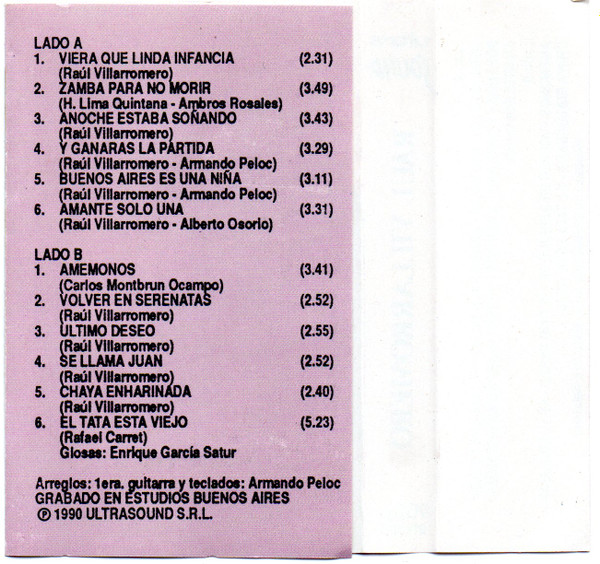 LADO A
1. VIERA QUE LINDA INFANCIA (2.31)
(Raúl Villarromero)
2. ZAMBA PARA NO MORIR (3.49)
(H. Lima Quintana - Ambros Rosales)
3. ANOCHE ESTABA SOÑANDO (3.43)
(Raúl Villarromero)
4. Y GANARAS LA PARTIDA (3.29)
(Raúl Villarromero - Armando Peloc)
5. BUENOS AIRES ES UNA NIÑA (3.11)
(Raúl Villarromero - Armando Peloc)
6. AMANTE SOLO UNA (3.31)
(Raúl Villarromero - Alberto Osorio)
LADO B
1. AMEMONOS (3.41)
(Carlos Montbrun Ocampo)
2. VOLVER EN SERENATAS (2.52)
(Raúl Villarromero)
3. ULTIMO DESEO (2.55)
(Raúl Villarromero)
4. SE LLAMA JUAN (2.52)
(Raúl Villarromero)
5. CHAYA ENHARINADA (2.40)
(Raúl Villarromero)
6. EL TATA ESTA VIEJO (5.23)
(Rafael Carret)
Glosas: Enrique García Satur
Arreglos: 1era. guitarra y teclados: Armando Peloc
GRABADO EN ESTUDIOS BUENOS AIRES
℗ 1990 ULTRASOUND S.R.L.